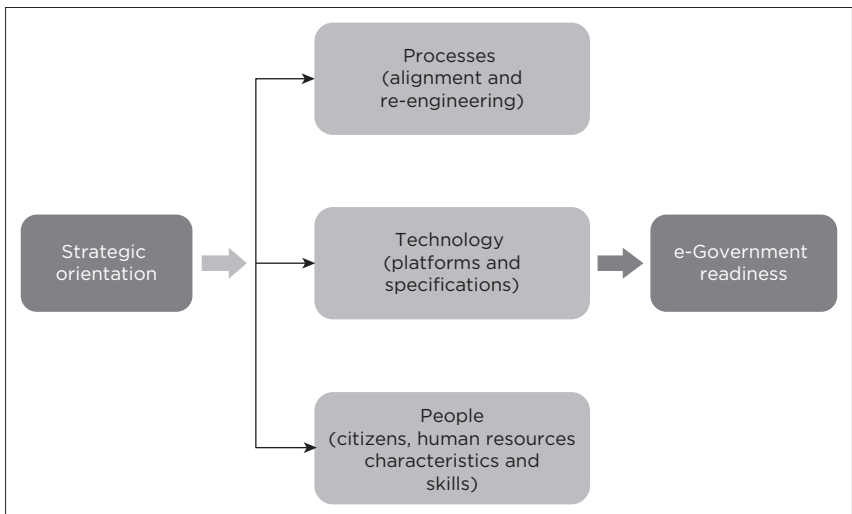 Processes
(alignment and
re-engineering)
Strategic
orientation
Technology
(platforms and
specifications)
e-Government
readiness
People
(citizens, human resources
characteristics and
skills)